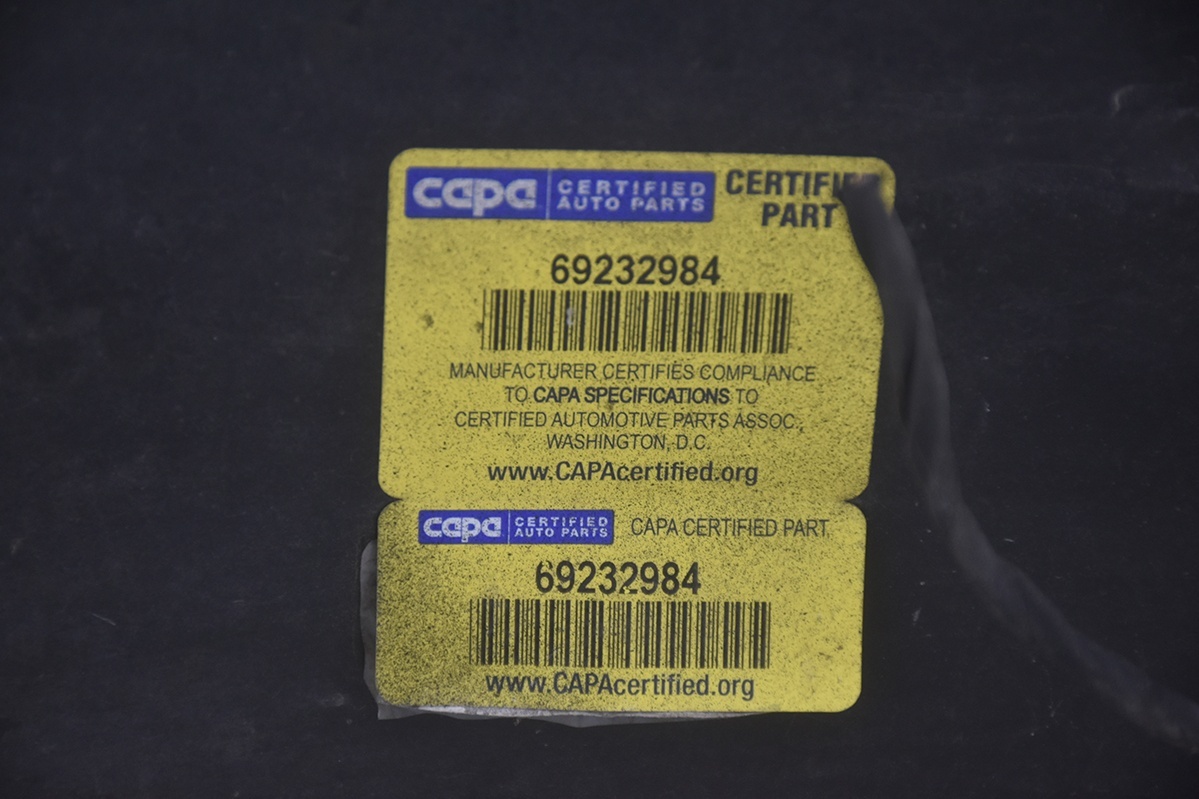 capa CERTIFIED AUTO PARTS
CERTIFIED PART
69232984
MANUFACTURER CERTIFIES COMPLIANCE
TO CAPA SPECIFICATIONS TO
CERTIFIED AUTOMOTIVE PARTS ASSOC.,
WASHINGTON, D.C.
www.CAPAcertified.org
capa CERTIFIED AUTO PARTS CAPA CERTIFIED PART
69232984
www.CAPAcertified.org